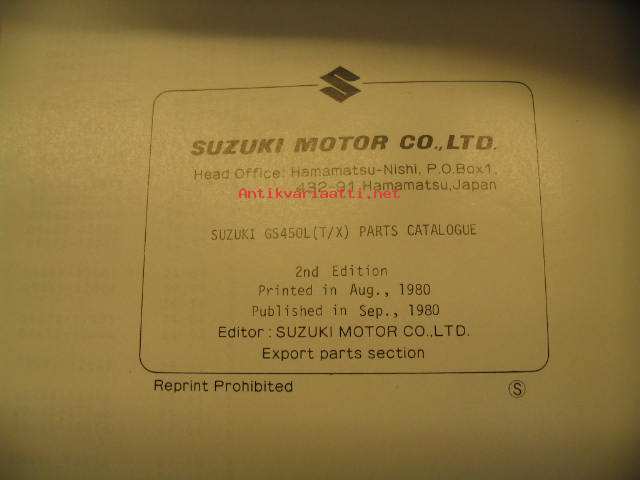 SUZUKI MOTOR CO.,LTD.
Head Office: Hamamatsu-Nishi, P.O.Box1,
432-91, Hamamatsu, Japan
Antikvariaatti.net
SUZUKI GS450L(T/X) PARTS CATALOGUE
2nd Edition
Printed in Aug., 1980
Published in Sep., 1980
Editor : SUZUKI MOTOR CO.,LTD.
Export parts section
Reprint Prohibited
S